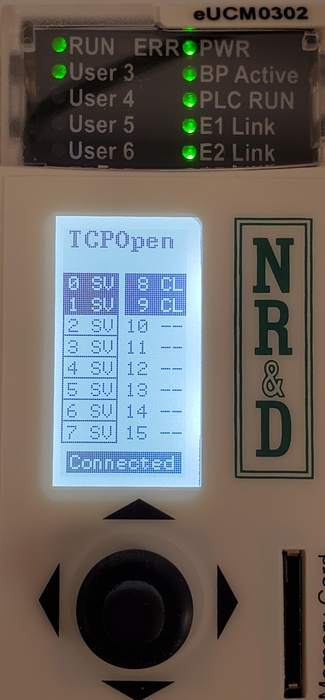 eUCM0302
RUN ERR PWR
User 3 BP Active
User 4 PLC RUN
User 5 E1 Link
User 6 E2 Link
TCPOpen
0 SV 8 CL
1 SV 9 CL
2 SV 10 --
3 SV 11 --
4 SV 12 --
5 SV 13 --
6 SV 14 --
7 SV 15 --
Connected
NR&D
Memory Card